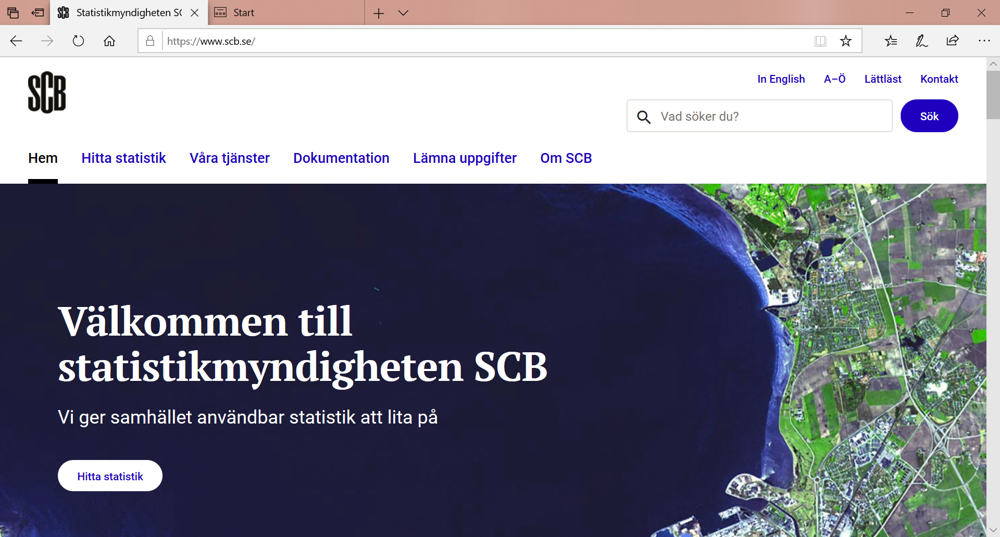 Statistikmyndigheten SC
Start
https://www.scb.se/
SCB
In English
A–Ö
Lättläst
Kontakt
Vad söker du?
Sök
Hem
Hitta statistik
Våra tjänster
Dokumentation
Lämna uppgifter
Om SCB
Välkommen till
statistikmyndigheten SCB
Vi ger samhället användbar statistik att lita på
Hitta statistik